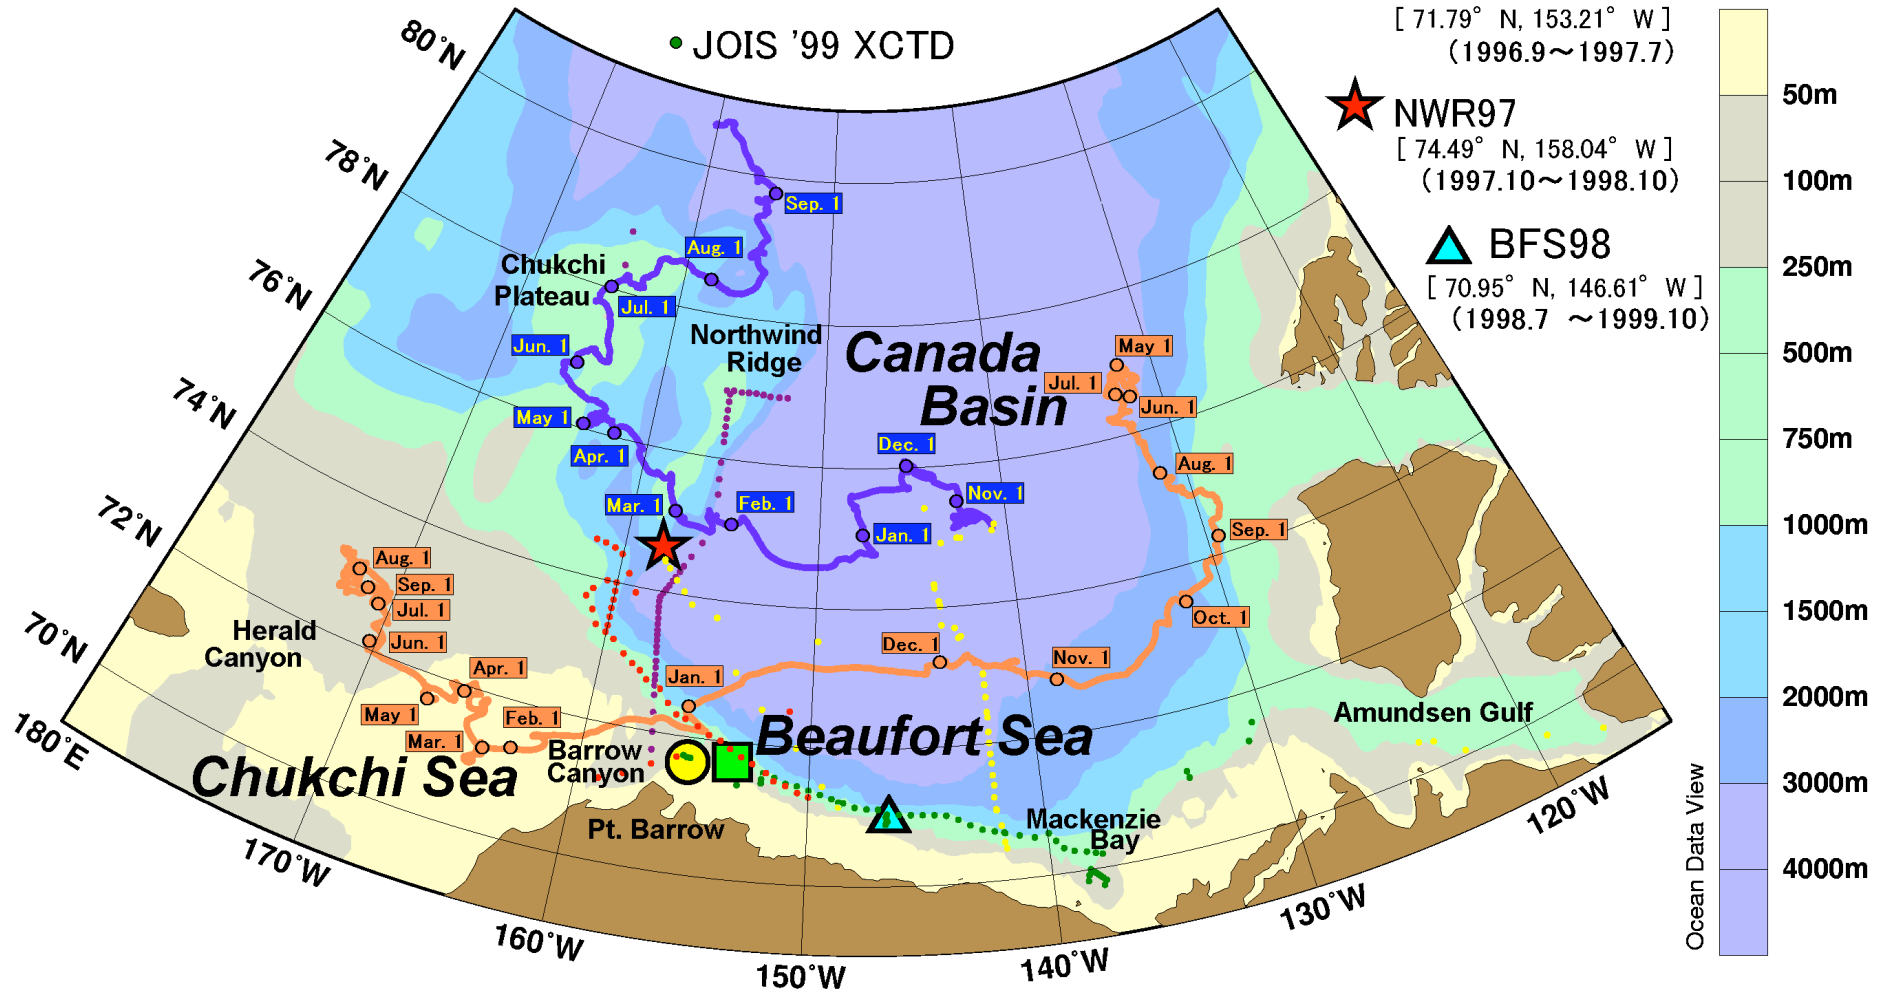 JOIS '99 XCTD
[ 71.79° N, 153.21° W ]
(1996.9～1997.7)
NWR97
[ 74.49° N, 158.04° W ]
(1997.10～1998.10)
BFS98
[ 70.95° N, 146.61° W ]
(1998.7 ～1999.10)
50m
100m
250m
500m
750m
1000m
1500m
2000m
3000m
4000m
Ocean Data View
80°N
78°N
76°N
74°N
72°N
70°N
180°E
170°W
160°W
150°W
140°W
130°W
120°W
Sep. 1
Aug. 1
Chukchi
Plateau
Jul. 1
Northwind
Ridge
Jun. 1
May 1
Apr. 1
Mar. 1
Feb. 1
Jan. 1
Dec. 1
Nov. 1
Canada
Basin
May 1
Jul. 1
Jun. 1
Aug. 1
Sep. 1
Oct. 1
Nov. 1
Dec. 1
Jan. 1
Aug. 1
Sep. 1
Jul. 1
Jun. 1
Herald
Canyon
Apr. 1
May 1
Feb. 1
Mar. 1
Barrow
Canyon
Beaufort Sea
Chukchi Sea
Pt. Barrow
Mackenzie
Bay
Amundsen Gulf